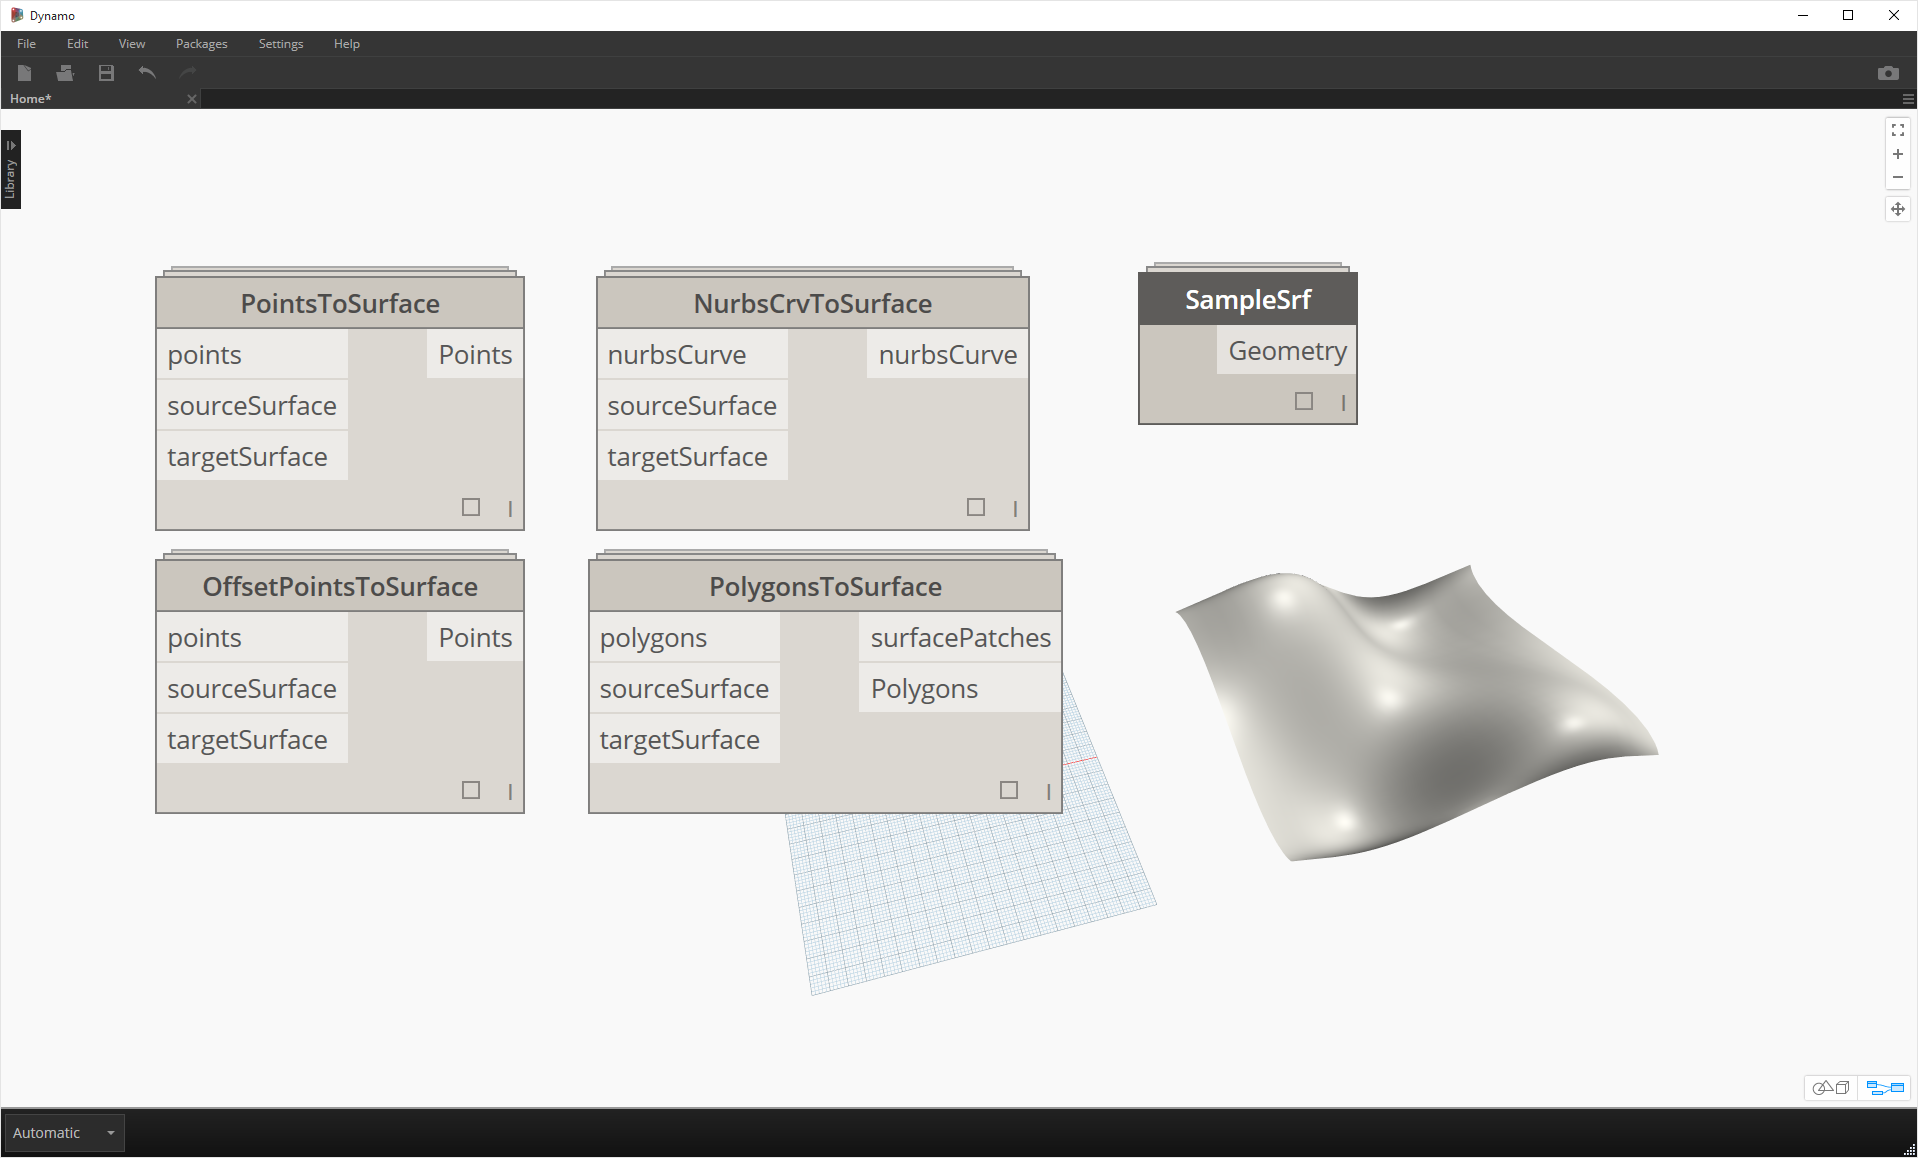 Dynamo
File Edit View Packages Settings Help
Home*
Library
PointsToSurface
points Points
sourceSurface
targetSurface
NurbsCrvToSurface
nurbsCurve nurbsCurve
sourceSurface
targetSurface
SampleSrf
Geometry
OffsetPointsToSurface
points Points
sourceSurface
targetSurface
PolygonsToSurface
polygons surfacePatches
sourceSurface Polygons
targetSurface
Automatic